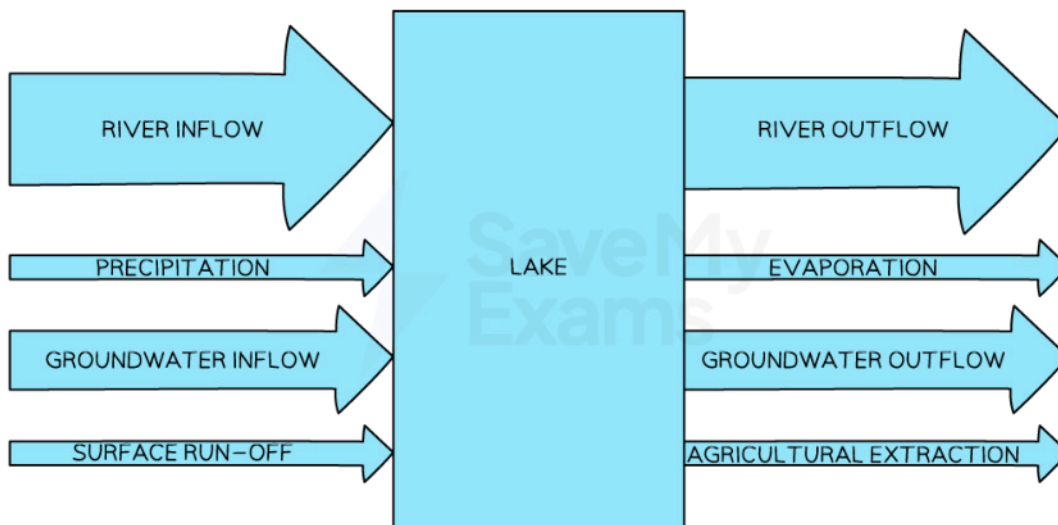 RIVER INFLOW
RIVER OUTFLOW
PRECIPITATION
LAKE
EVAPORATION
SaveMy
Exams
GROUNDWATER INFLOW
GROUNDWATER OUTFLOW
SURFACE RUN-OFF
AGRICULTURAL EXTRACTION